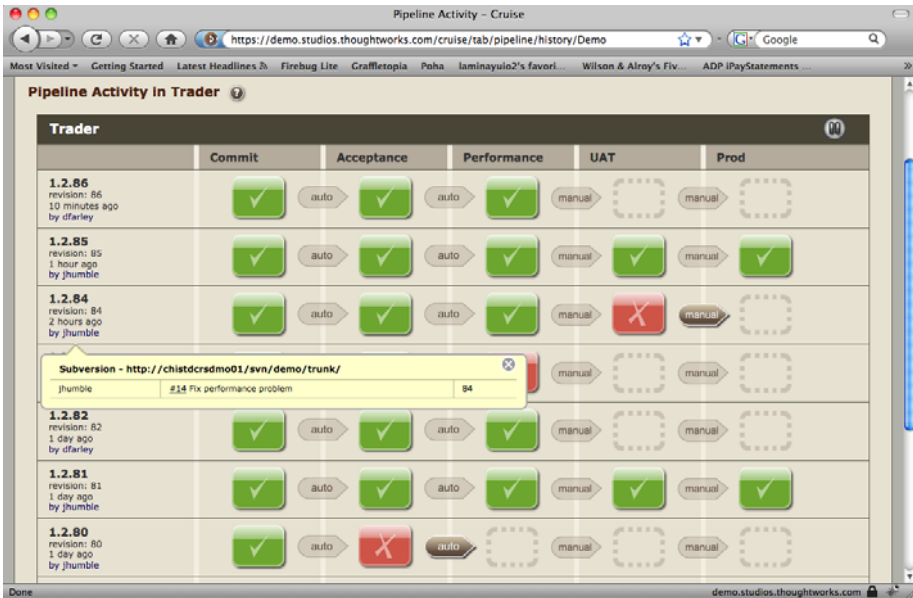 Pipeline Activity – Cruise
https://demo.studios.thoughtworks.com/cruise/tab/pipeline/history/Demo
Google
Most Visited Getting Started Latest Headlines Firebug Lite Graffletopia Poha laminayuio2's favori... Wilson & Alroy's Fiv... ADP iPayStatements ...
Pipeline Activity in Trader ?
Trader
Commit Acceptance Performance UAT Prod
1.2.86
revision: 86
10 minutes ago
by dfarley
auto auto manual manual
1.2.85
revision: 85
1 hour ago
by jhumble
auto auto manual manual
1.2.84
revision: 84
2 hours ago
by jhumble
auto auto manual manual
Subversion - http://chistdcrsdmo01/svn/demo/trunk/
jhumble #14 Fix performance problem 84
manual manual
1.2.82
revision: 82
1 day ago
by dfarley
auto auto manual manual
1.2.81
revision: 81
1 day ago
by jhumble
auto auto manual manual
1.2.80
revision: 80
1 day ago
by jhumble
auto auto manual manual
Done demo.studios.thoughtworks.com